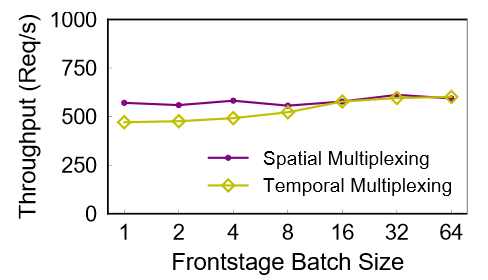 1000
750
500
250
0
Throughput (Req/s)
Spatial Multiplexing
Temporal Multiplexing
1 2 4 8 16 32 64
Frontstage Batch Size